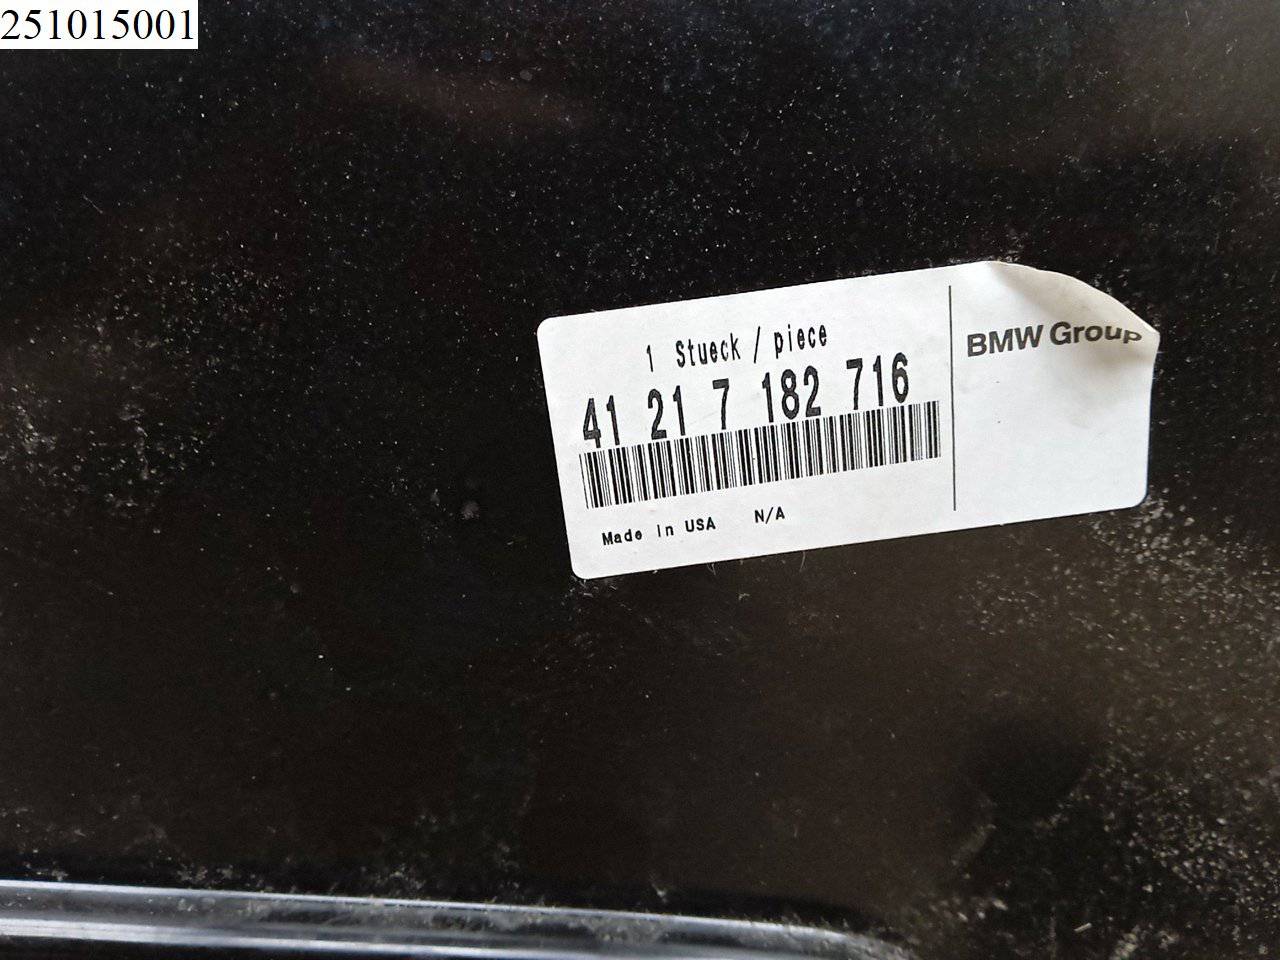 251015001
1 Stueck / piece
41 21 7 182 716
Made in USA N/A
BMW Group